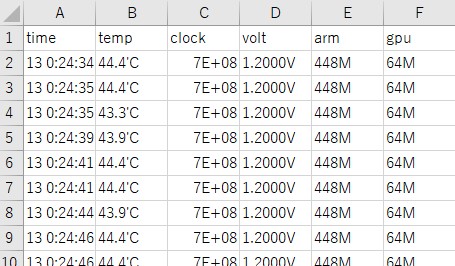 A B C D E F
1 time temp clock volt arm gpu
2 13 0:24:34 44.4'C 7E+08 1.2000V 448M 64M
3 13 0:24:35 44.4'C 7E+08 1.2000V 448M 64M
4 13 0:24:35 43.3'C 7E+08 1.2000V 448M 64M
5 13 0:24:39 43.9'C 7E+08 1.2000V 448M 64M
6 13 0:24:41 44.4'C 7E+08 1.2000V 448M 64M
7 13 0:24:41 44.4'C 7E+08 1.2000V 448M 64M
8 13 0:24:44 43.9'C 7E+08 1.2000V 448M 64M
9 13 0:24:46 44.4'C 7E+08 1.2000V 448M 64M
10 13 0:24:46 44.4'C 7E+08 1.2000V 448M 64M